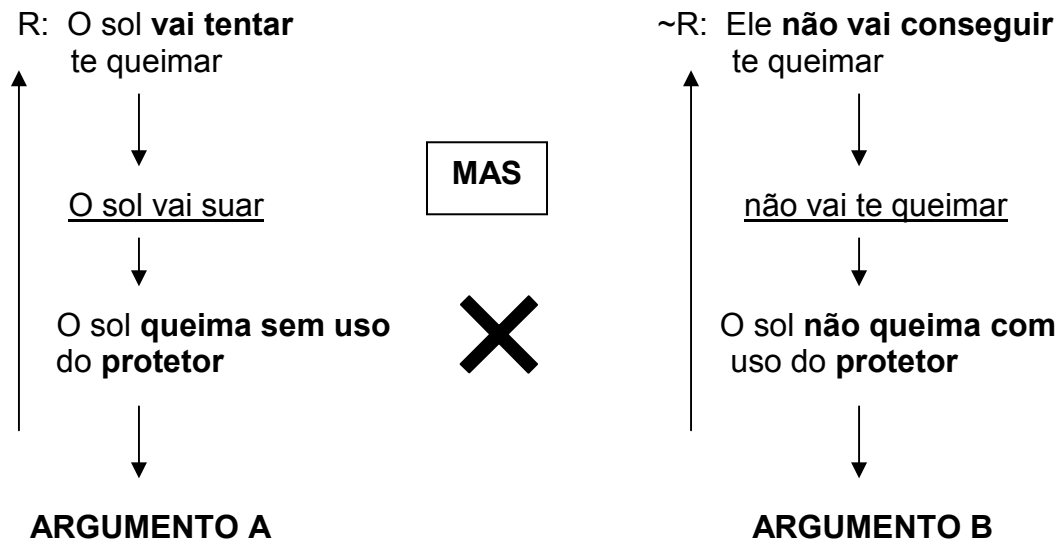 R: O sol vai tentar
te queimar
~R: Ele não vai conseguir
te queimar
MAS
O sol vai suar
não vai te queimar
O sol queima sem uso
do protetor
O sol não queima com
uso do protetor
ARGUMENTO A
ARGUMENTO B